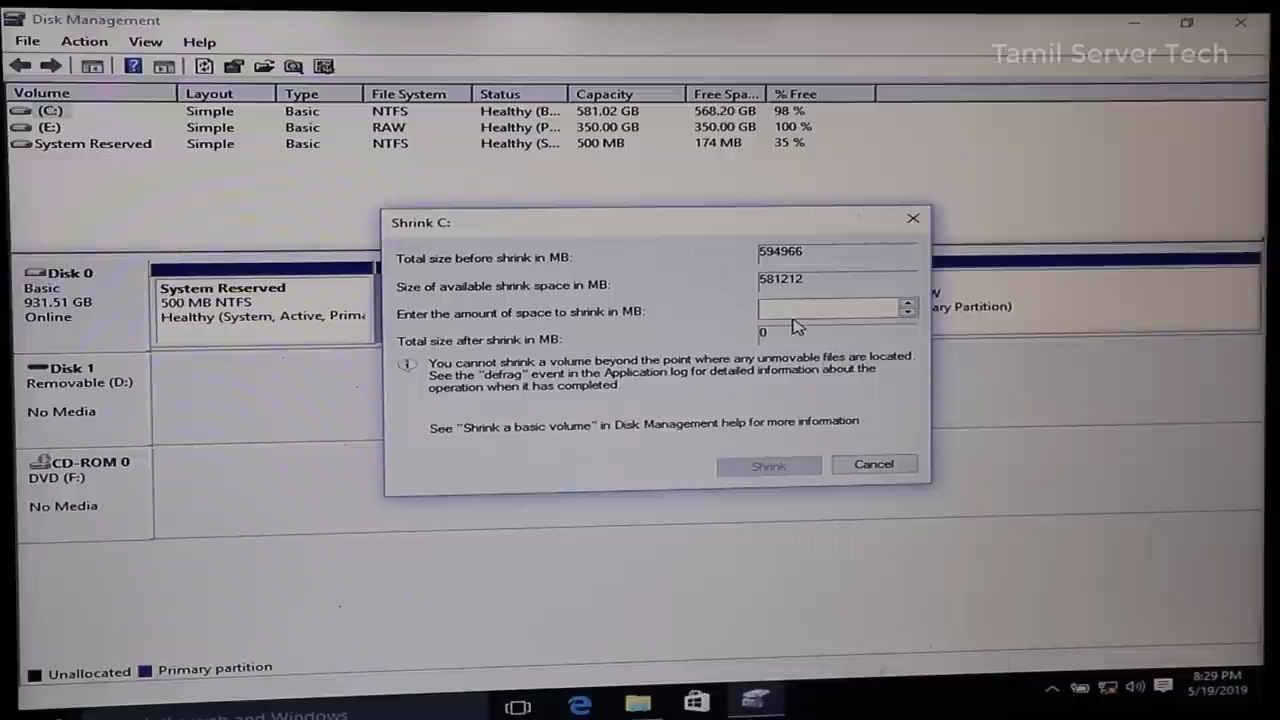 Disk Management
Tamil Server Tech
File Action View Help
Volume Layout Type File System Status Capacity Free Spa... % Free
(C:) Simple Basic NTFS Healthy (B... 581.02 GB 568.20 GB 98 %
(E:) Simple Basic RAW Healthy (P... 350.00 GB 350.00 GB 100 %
System Reserved Simple Basic NTFS Healthy (S... 500 MB 174 MB 35 %
Shrink C:
Total size before shrink in MB: 594966
Size of available shrink space in MB: 581212
Enter the amount of space to shrink in MB:
Total size after shrink in MB: 0
You cannot shrink a volume beyond the point where any unmovable files are located.
See the "defrag" event in the Application log for detailed information about the
operation when it has completed.
See "Shrink a basic volume" in Disk Management help for more information
Shrink Cancel
Disk 0
Basic
931.51 GB
Online
System Reserved
500 MB NTFS
Healthy (System, Active, Prima
ary Partition)
Disk 1
Removable (D:)
No Media
CD-ROM 0
DVD (F:)
No Media
Unallocated Primary partition
and Windows
8:29 PM
5/19/2019